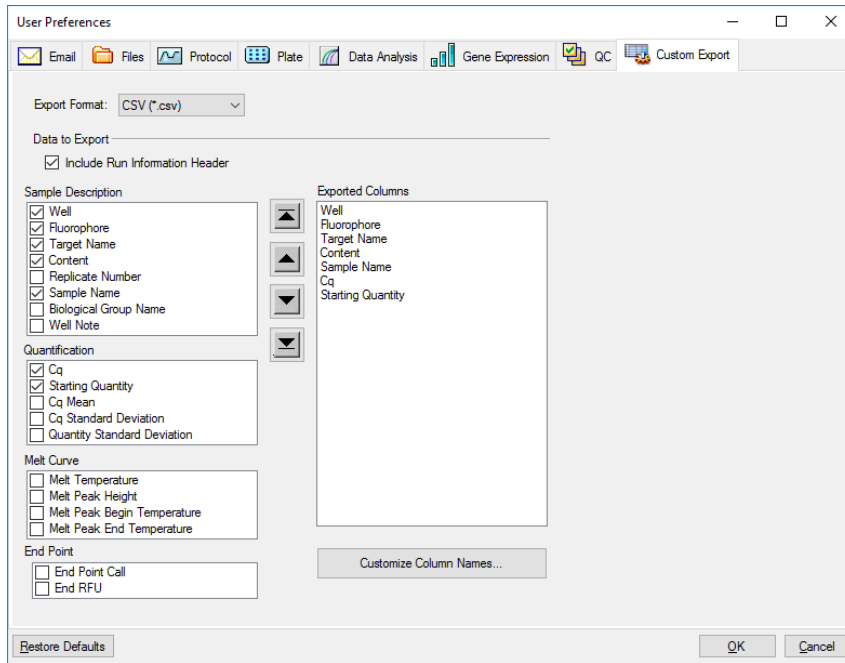 User Preferences
Email Files Protocol Plate Data Analysis Gene Expression QC Custom Export
Export Format: CSV (*.csv)
Data to Export
Include Run Information Header
Sample Description
Well
Fluorophore
Target Name
Content
Replicate Number
Sample Name
Biological Group Name
Well Note
Quantification
Cq
Starting Quantity
Cq Mean
Cq Standard Deviation
Quantity Standard Deviation
Melt Curve
Melt Temperature
Melt Peak Height
Melt Peak Begin Temperature
Melt Peak End Temperature
End Point
End Point Call
End RFU
Exported Columns
Well
Fluorophore
Target Name
Content
Sample Name
Cq
Starting Quantity
Customize Column Names...
Restore Defaults
OK
Cancel